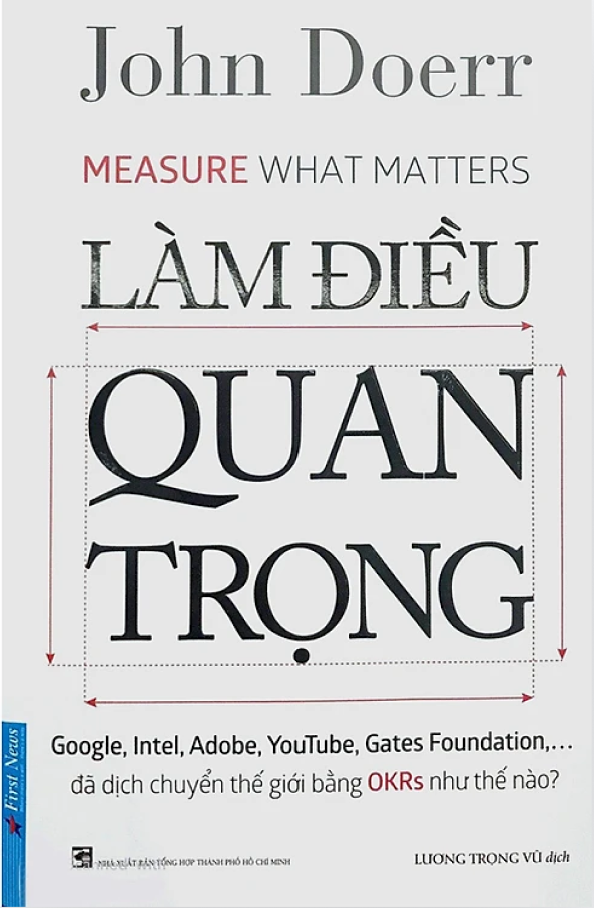 John Doerr
MEASURE WHAT MATTERS
LÀM ĐIỀU
QUAN
TRỌNG
Google, Intel, Adobe, YouTube, Gates Foundation,...
đã dịch chuyển thế giới bằng OKRs như thế nào?
First News
NHÀ XUẤT BẢN TỔNG HỢP THÀNH PHỐ HỒ CHÍ MINH
LƯƠNG TRỌNG VŨ dịch